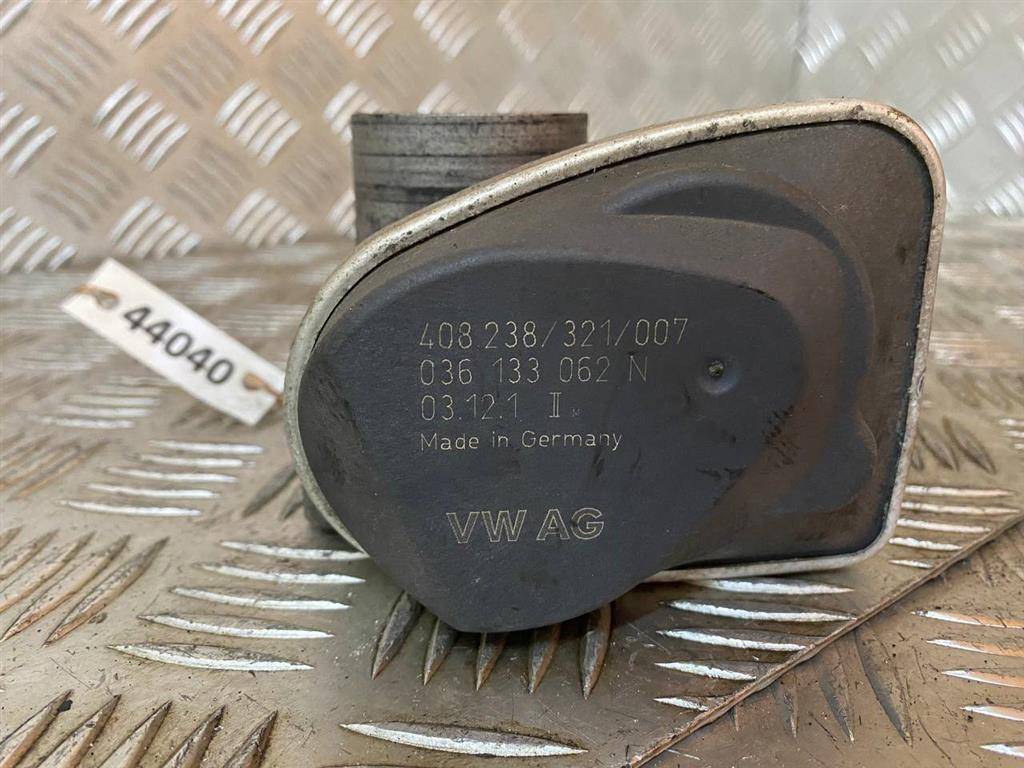 44040
408 238/321/007
036 133 062 N
03.12.1 II M
Made in Germany
VW AG